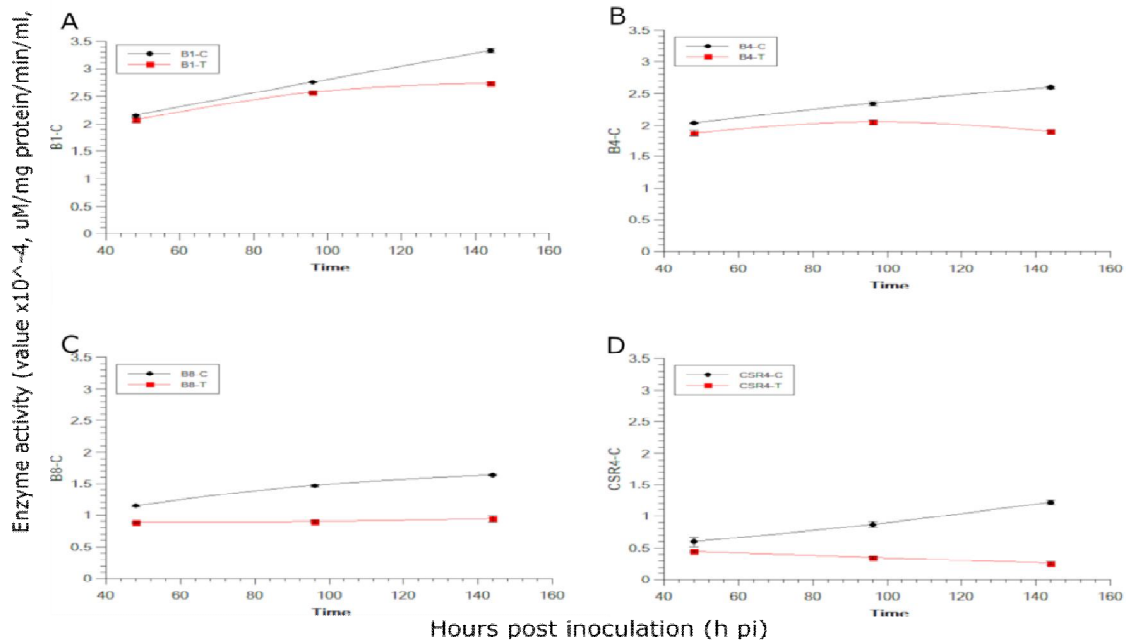 Enzyme activity (value x10^-4, uM/mg protein/min/ml,
A
B1-C
B1-T
3.5
3
2.5
2
1.5
1
0.5
0
B1-C
40 60 80 100 120 140 160
Time
B
B4-C
B4-T
3.5
3
2.5
2
1.5
1
0.5
0
B4-C
40 60 80 100 120 140 160
Time
C
B8-C
B8-T
3.5
3
2.5
2
1.5
1
0.5
0
B8-C
40 60 80 100 120 140 160
Time
D
CSR4-C
CSR4-T
3.5
3
2.5
2
1.5
1
0.5
0
CSR4-C
40 60 80 100 120 140 160
Time
Hours post inoculation (h pi)